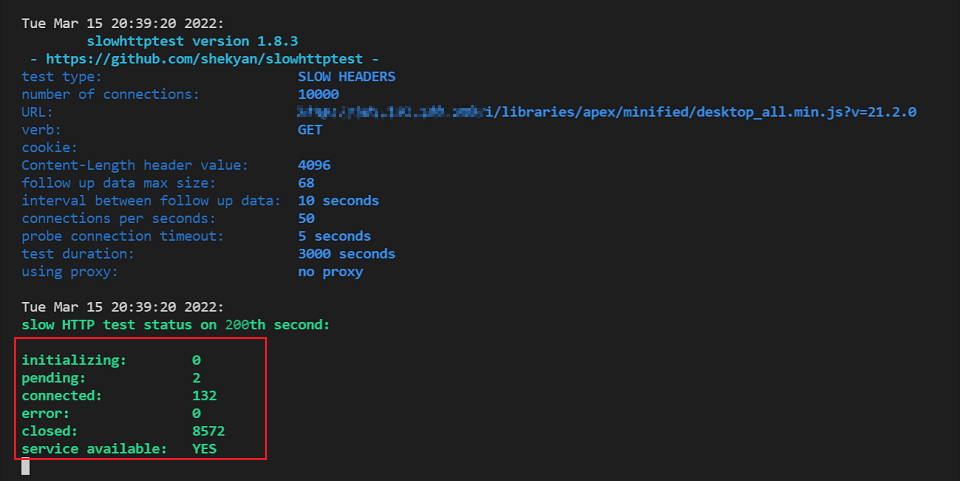 Tue Mar 15 20:39:20 2022:
slowhttptest version 1.8.3
- https://github.com/shekyan/slowhttptest -
test type: SLOW HEADERS
number of connections: 10000
URL: i/libraries/apex/minified/desktop_all.min.js?v=21.2.0
verb: GET
cookie:
Content-Length header value: 4096
follow up data max size: 68
interval between follow up data: 10 seconds
connections per seconds: 50
probe connection timeout: 5 seconds
test duration: 3000 seconds
using proxy: no proxy
Tue Mar 15 20:39:20 2022:
slow HTTP test status on 200th second:
initializing: 0
pending: 2
connected: 132
error: 0
closed: 8572
service available: YES